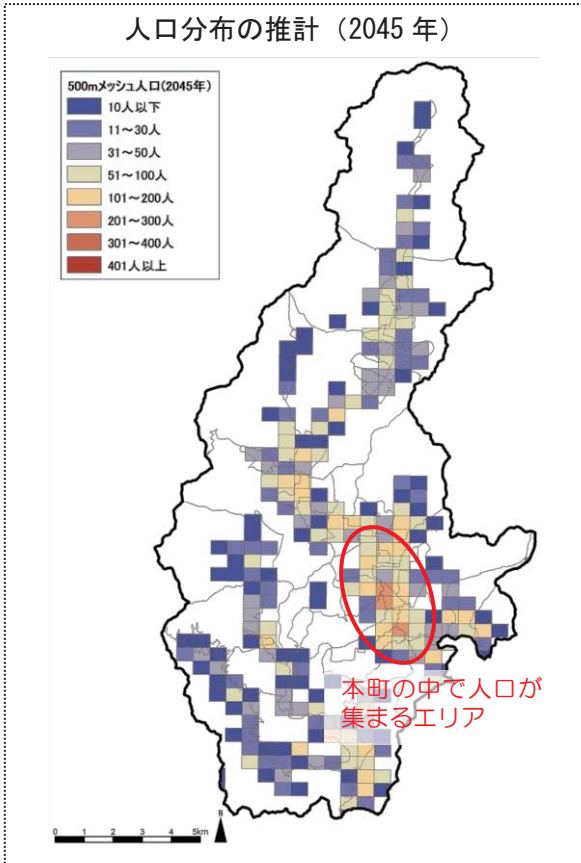 人口分布の推計（2045 年）
500mメッシュ人口(2045年)
10人以下
11～30人
31～50人
51～100人
101～200人
201～300人
301～400人
401人以上
本町の中で人口が
集まるエリア
N
0 1 2 3 4 5km